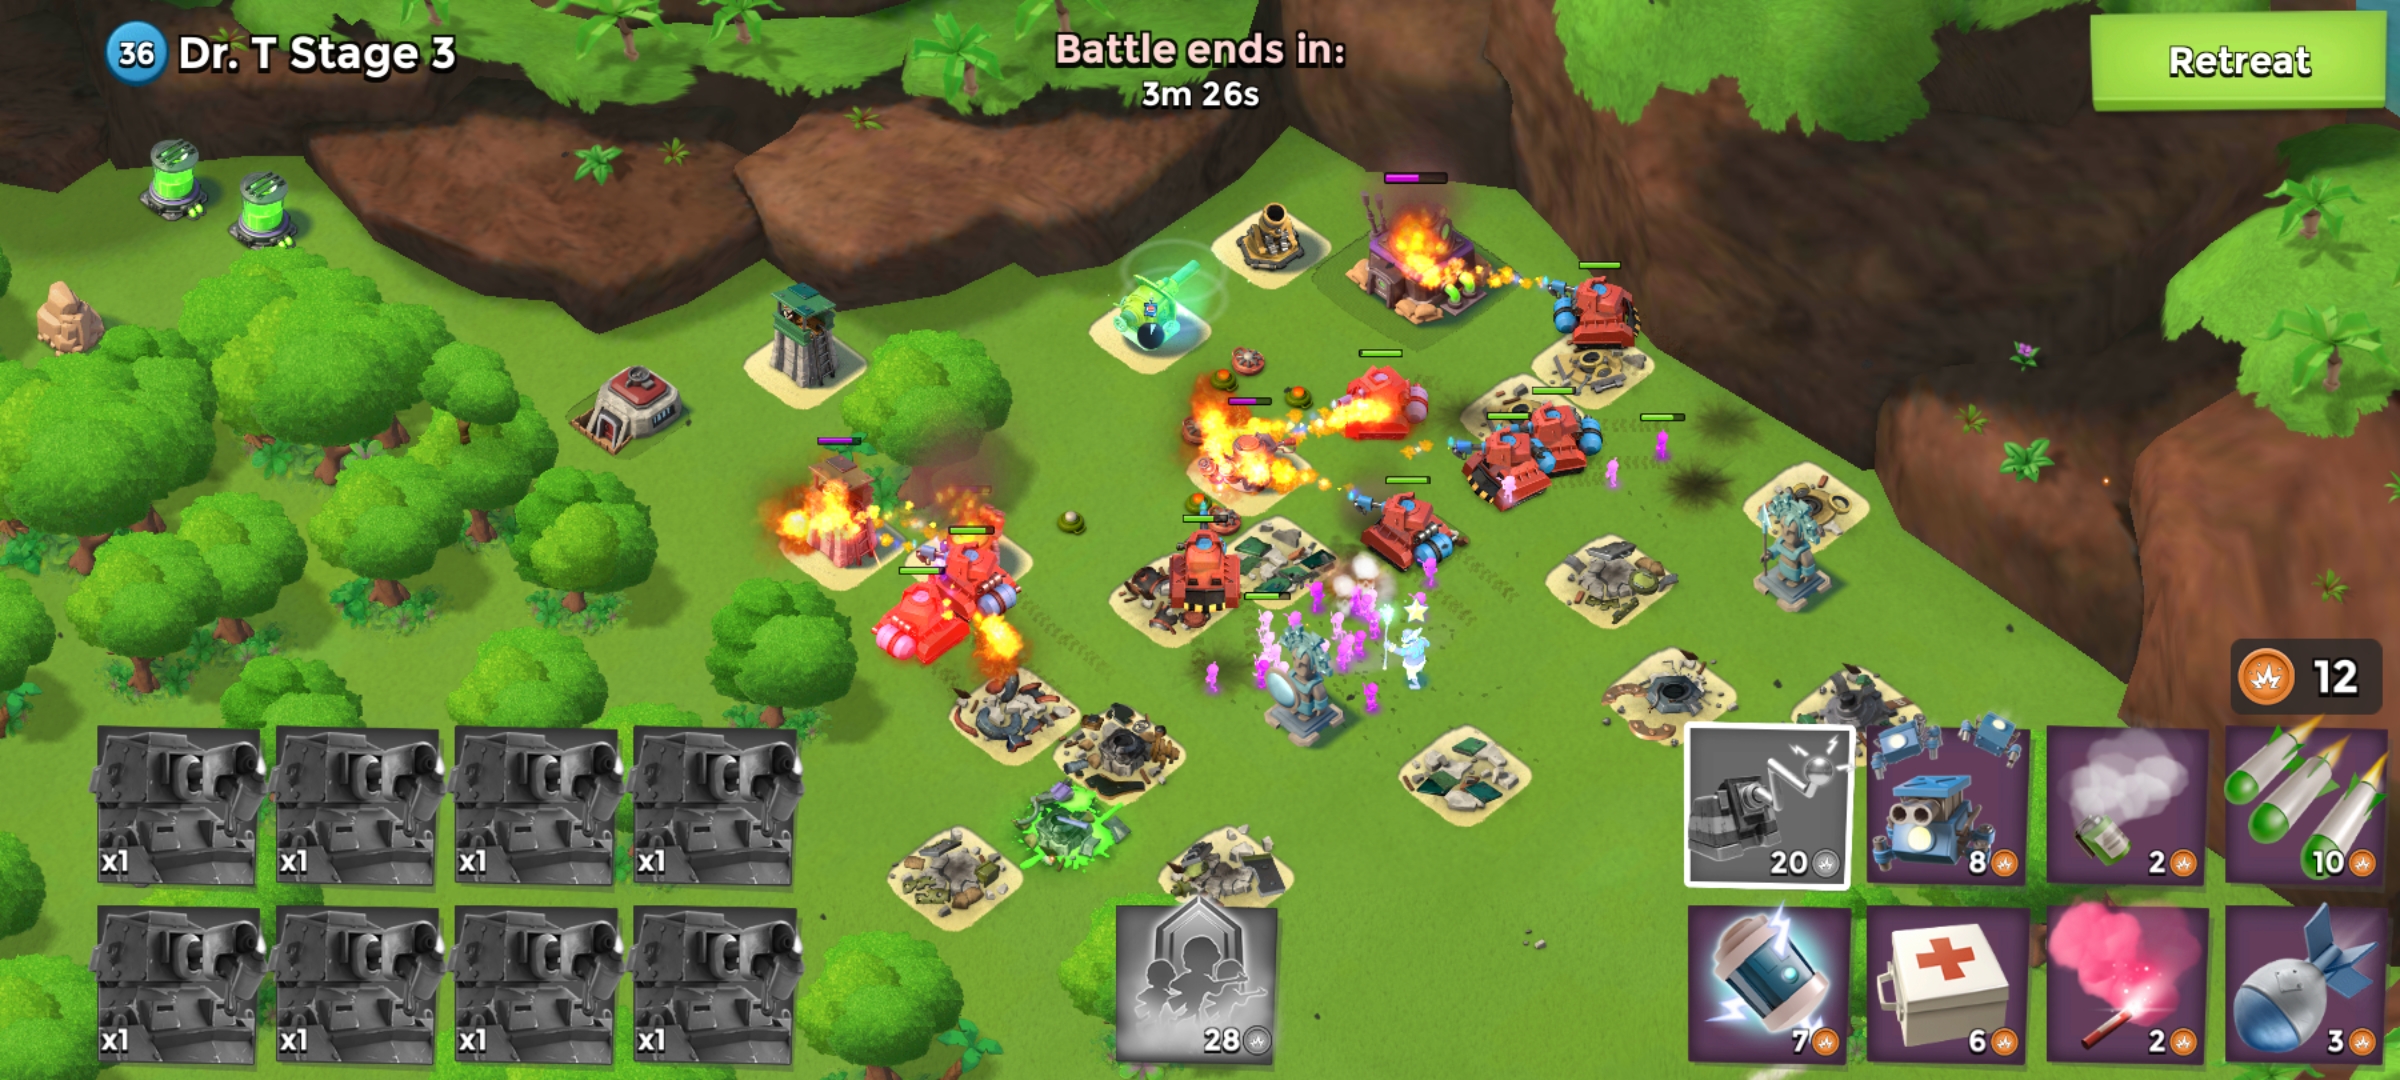 36 Dr. T Stage 3
Battle ends in:
3m 26s
Retreat
12
x1 x1 x1 x1
20 8 2 10
x1 x1 x1 x1
28
7 6 2 3